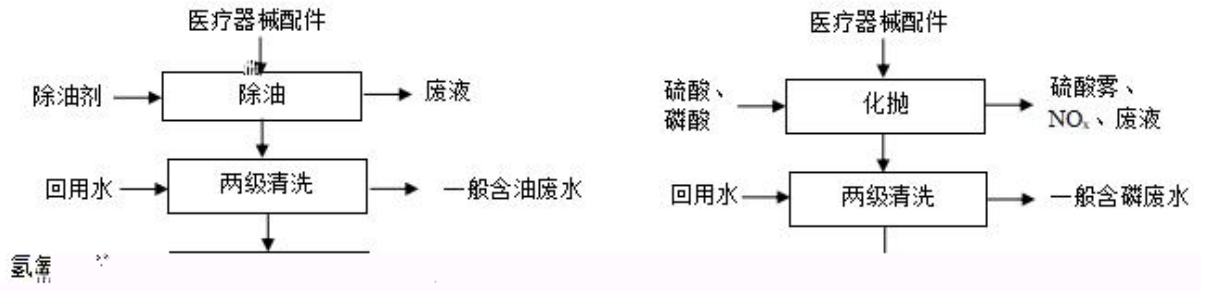 医疗器械配件
除油剂
除油
废液
回用水
两级清洗
一般含油废水
医疗器械配件
硫酸、
磷酸
化抛
硫酸雾、
NOx、废液
回用水
两级清洗
一般含磷废水
氢氧